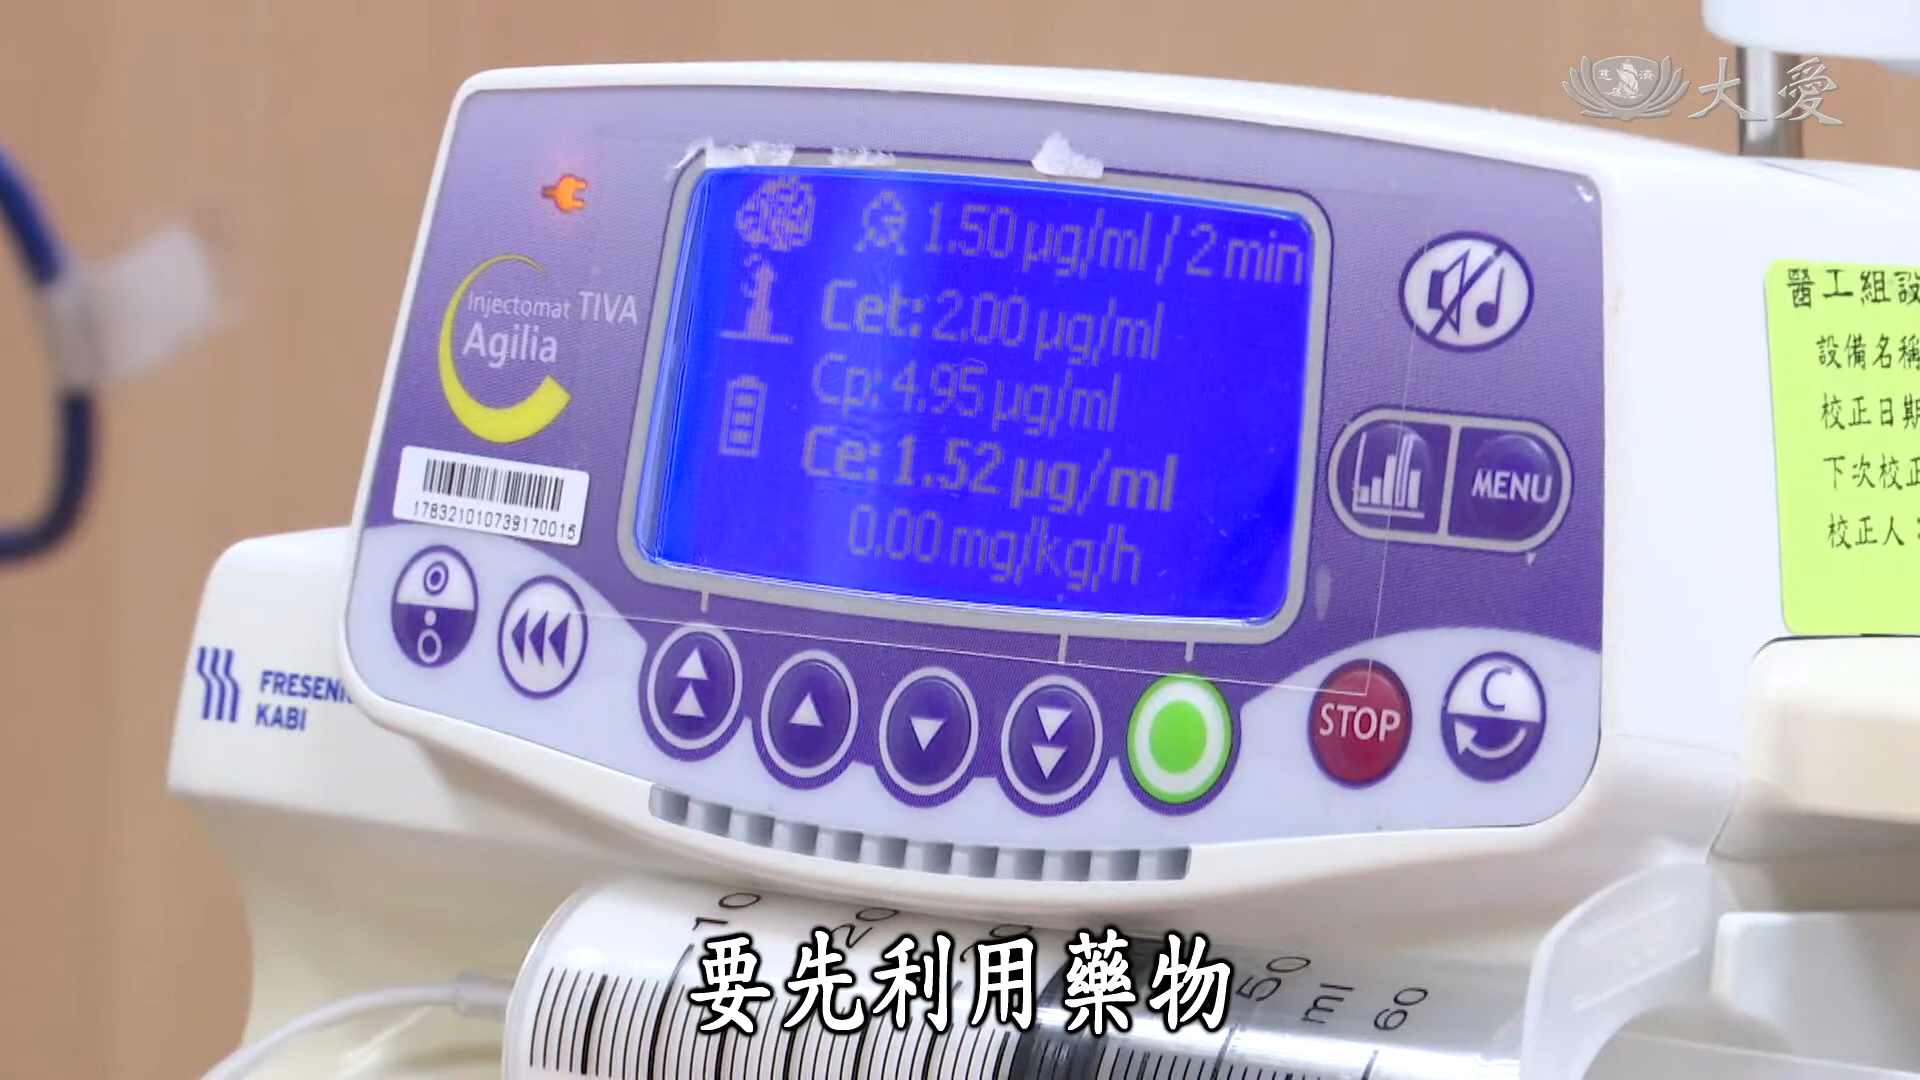 慈濟
大愛
1.50 µg/ml / 2 min
Cet: 2.00 µg/ml
Cp: 4.95 µg/ml
Ce: 1.52 µg/ml
0.00 mg/kg/h
Injectomat TIVA
Agilia
178321010739170015
MENU
STOP
C
FRESENI
KABI
醫工組設
設備名稱
校正日期
下次校正
校正人:
10
20
30
50
ml
60
要先利用藥物